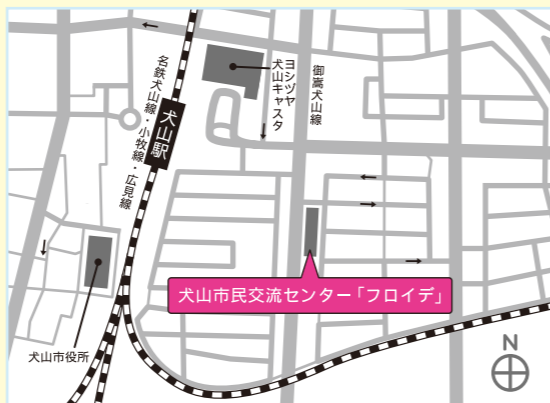 名鉄犬山線・小牧線・広見線
犬山駅
ヨシヅヤ
犬山キャスタ
御嵩犬山線
犬山市民交流センター「フロイデ」
犬山市役所
N